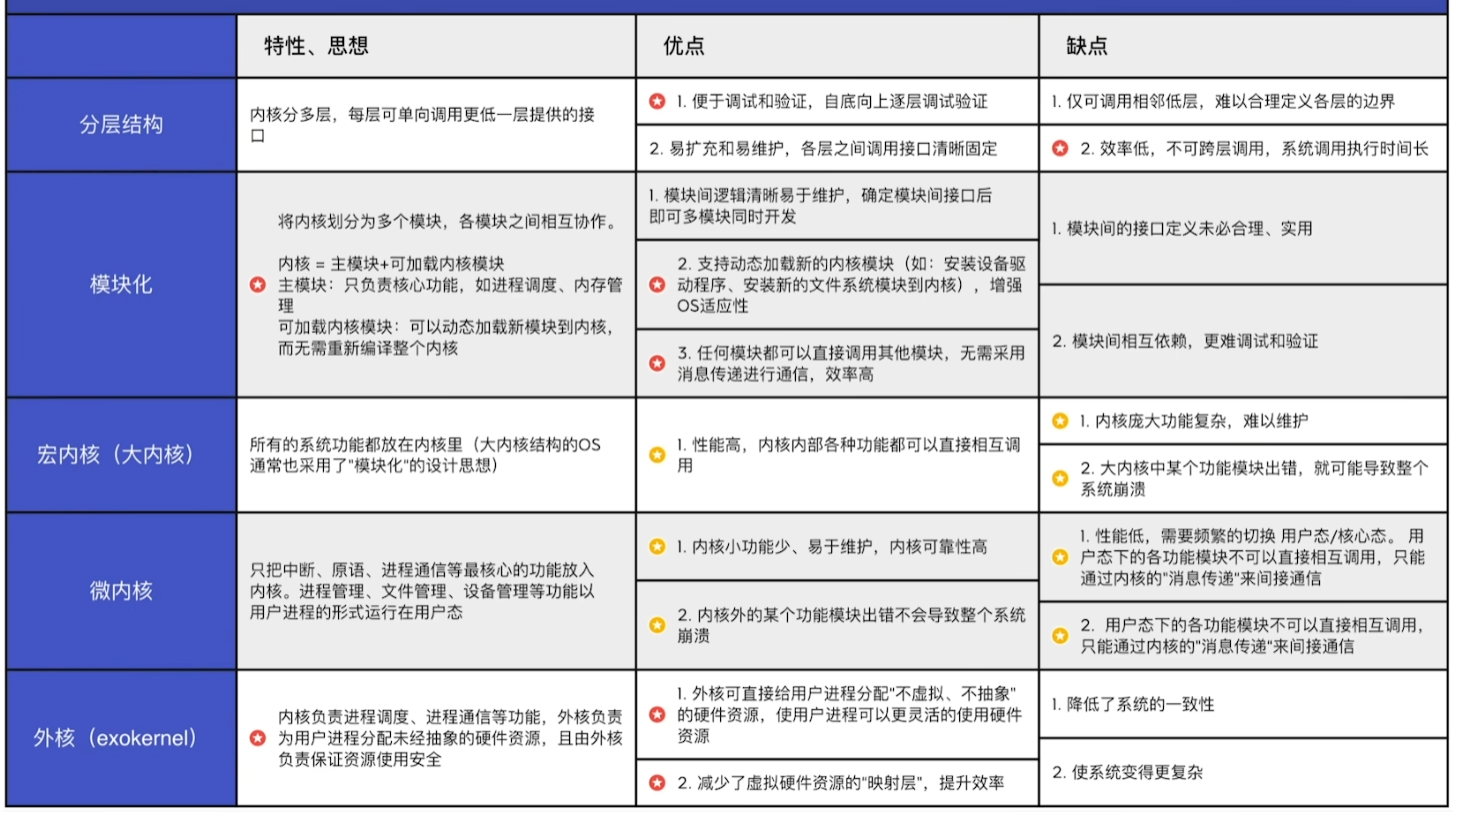 特性、思想
优点
缺点
分层结构
内核分多层，每层可单向调用更低一层提供的接
口
1. 便于调试和验证，自底向上逐层调试验证
2. 易扩充和易维护，各层之间调用接口清晰固定
1. 仅可调用相邻低层，难以合理定义各层的边界
2. 效率低，不可跨层调用，系统调用执行时间长
模块化
将内核划分为多个模块，各模块之间相互协作。
内核 = 主模块+可加载内核模块
主模块：只负责核心功能，如进程调度、内存管
理
可加载内核模块：可以动态加载新模块到内核，
而无需重新编译整个内核
1. 模块间逻辑清晰易于维护，确定模块间接口后
即可多模块同时开发
2. 支持动态加载新的内核模块（如：安装设备驱
动程序、安装新的文件系统模块到内核），增强
OS适应性
3. 任何模块都可以直接调用其他模块，无需采用
消息传递进行通信，效率高
1. 模块间的接口定义未必合理、实用
2. 模块间相互依赖，更难调试和验证
宏内核（大内核）
所有的系统功能都放在内核里（大内核结构的OS
通常也采用了"模块化"的设计思想）
1. 性能高，内核内部各种功能都可以直接相互调
用
1. 内核庞大功能复杂，难以维护
2. 大内核中某个功能模块出错，就可能导致整个
系统崩溃
微内核
只把中断、原语、进程通信等最核心的功能放入
内核。进程管理、文件管理、设备管理等功能以
用户进程的形式运行在用户态
1. 内核小功能少、易于维护，内核可靠性高
2. 内核外的某个功能模块出错不会导致整个系统
崩溃
1. 性能低，需要频繁的切换 用户态/核心态。 用
户态下的各功能模块不可以直接相互调用，只能
通过内核的"消息传递"来间接通信
2. 用户态下的各功能模块不可以直接相互调用，
只能通过内核的"消息传递"来间接通信
外核（exokernel）
内核负责进程调度、进程通信等功能，外核负责
为用户进程分配未经抽象的硬件资源，且由外核
负责保证资源使用安全
1. 外核可直接给用户进程分配"不虚拟、不抽象"
的硬件资源，使用户进程可以更灵活的使用硬件
资源
2. 减少了虚拟硬件资源的"映射层"，提升效率
1. 降低了系统的一致性
2. 使系统变得更复杂